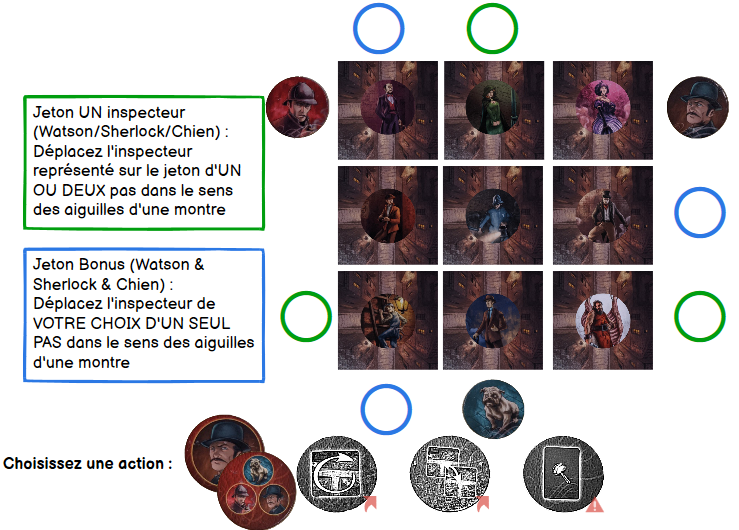 Jeton UN inspecteur
(Watson/Sherlock/Chien) :
Déplacez l'inspecteur
représenté sur le jeton d'UN
OU DEUX pas dans le sens
des aiguilles d'une montre
Jeton Bonus (Watson &
Sherlock & Chien) :
Déplacez l'inspecteur de
VOTRE CHOIX D'UN SEUL
PAS dans le sens des aiguilles
d'une montre
Choisissez une action :